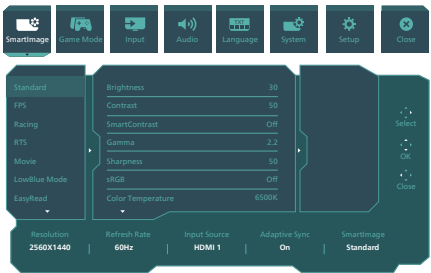 SmartImage
Game Mode
Input
Audio
TXT
Language
System
Setup
Close
Standard
FPS
Racing
RTS
Movie
LowBlue Mode
EasyRead
Brightness 30
Contrast 50
SmartContrast Off
Gamma 2.2
Sharpness 50
sRGB Off
Color Temperature 6500K
Select
OK
Close
Resolution Refresh Rate Input Source Adaptive Sync SmartImage
2560X1440 60Hz HDMI 1 On Standard